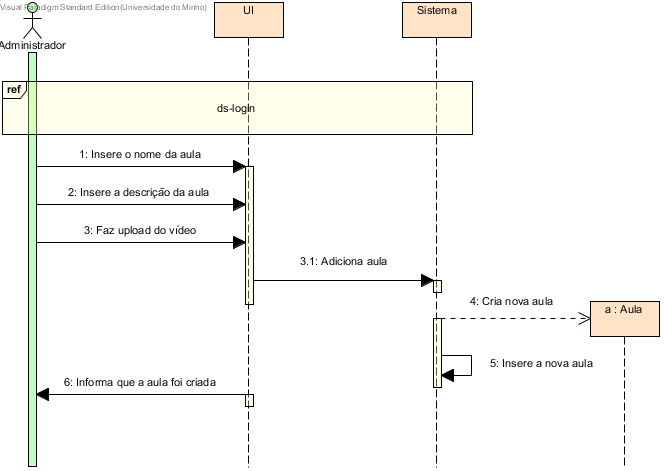 Visual Paradigm Standard Edition(Universidade do Minho)
UI
Sistema
Administrador
ref
ds-login
1: Insere o nome da aula
2: Insere a descrição da aula
3: Faz upload do vídeo
3.1: Adiciona aula
4: Cria nova aula
a : Aula
5: Insere a nova aula
6: Informa que a aula foi criada